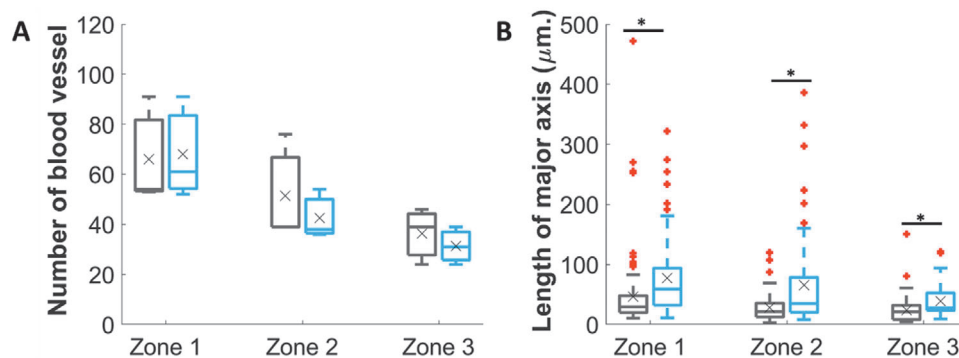 A
Number of blood vessel
120
100
80
60
40
20
0
Zone 1 Zone 2 Zone 3
B
Length of major axis (μm.)
500
400
300
200
100
0
*
*
*
Zone 1 Zone 2 Zone 3